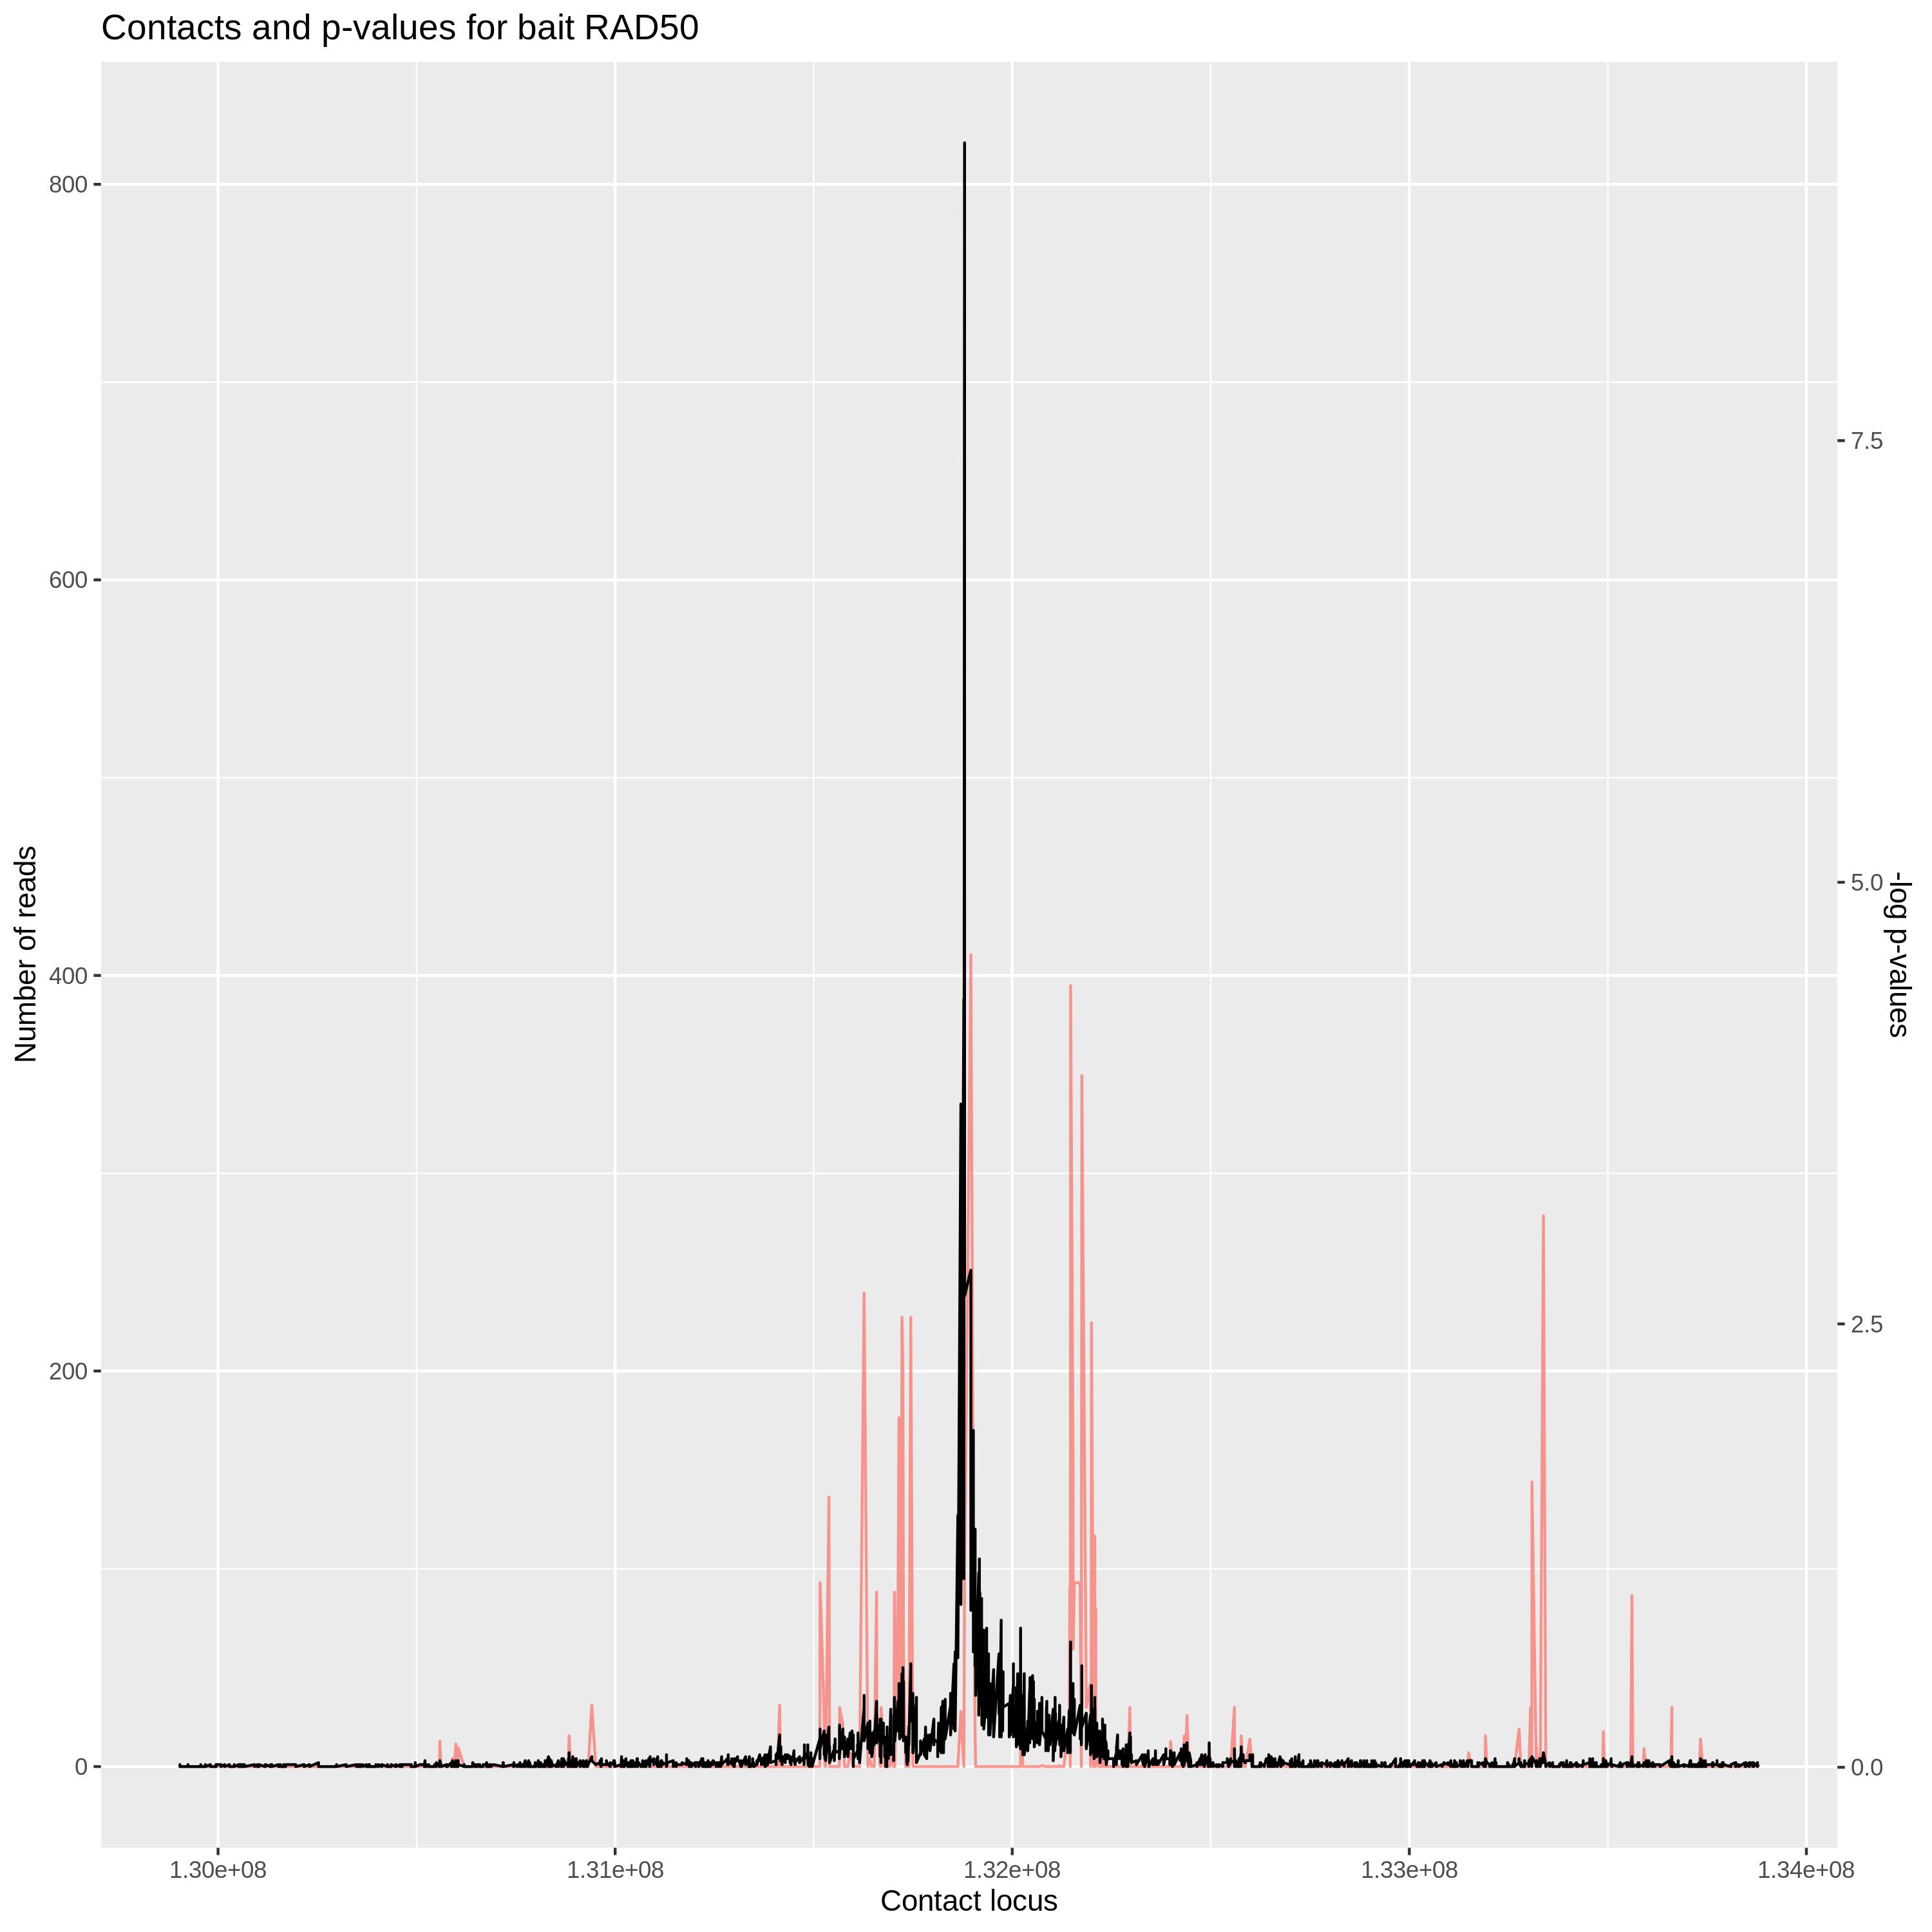 Contacts and p-values for bait RAD50
800
600
400
200
0
Number of reads
7.5
5.0
2.5
0.0
-log p-values
1.30e+08
1.31e+08
1.32e+08
1.33e+08
1.34e+08
Contact locus